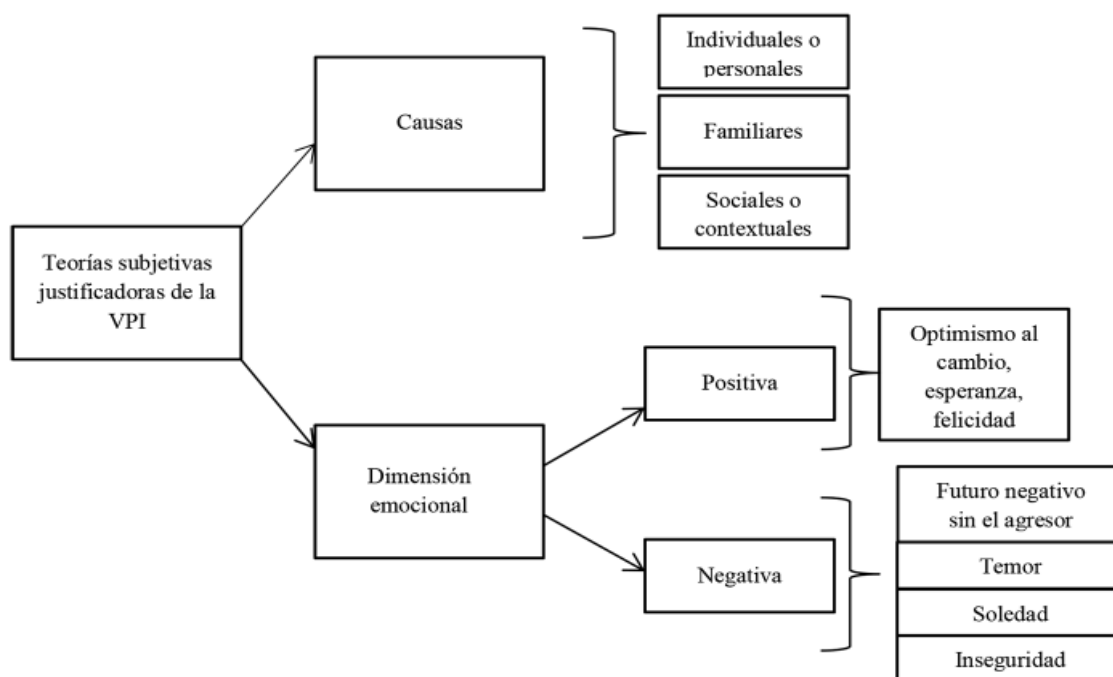 Individuales o
personales
Causas
Familiares
Sociales o
contextuales
Teorías subjetivas
justificadoras de la
VPI
Optimismo al
cambio,
esperanza,
felicidad
Positiva
Dimensión
emocional
Futuro negativo
sin el agresor
Negativa
Temor
Soledad
Inseguridad